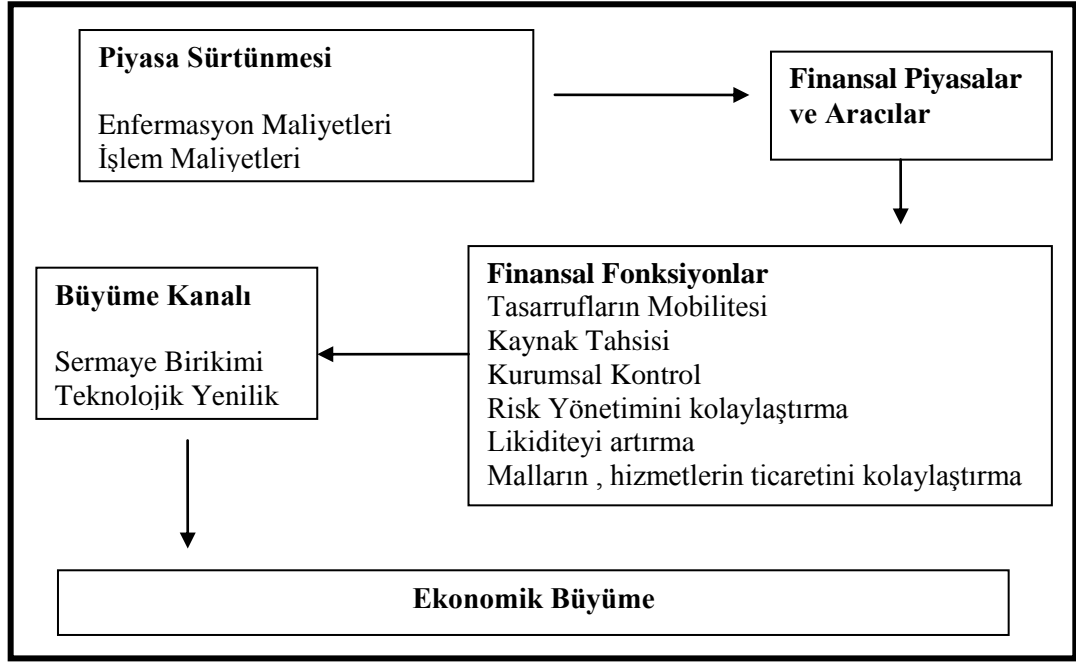 Piyasa Sürtünmesi
Enfermasyon Maliyetleri
İşlem Maliyetleri
Finansal Piyasalar
ve Aracılar
Finansal Fonksiyonlar
Tasarrufların Mobilitesi
Kaynak Tahsisi
Kurumsal Kontrol
Risk Yönetimini kolaylaştırma
Likiditeyi artırma
Malların , hizmetlerin ticaretini kolaylaştırma
Büyüme Kanalı
Sermaye Birikimi
Teknolojik Yenilik
Ekonomik Büyüme